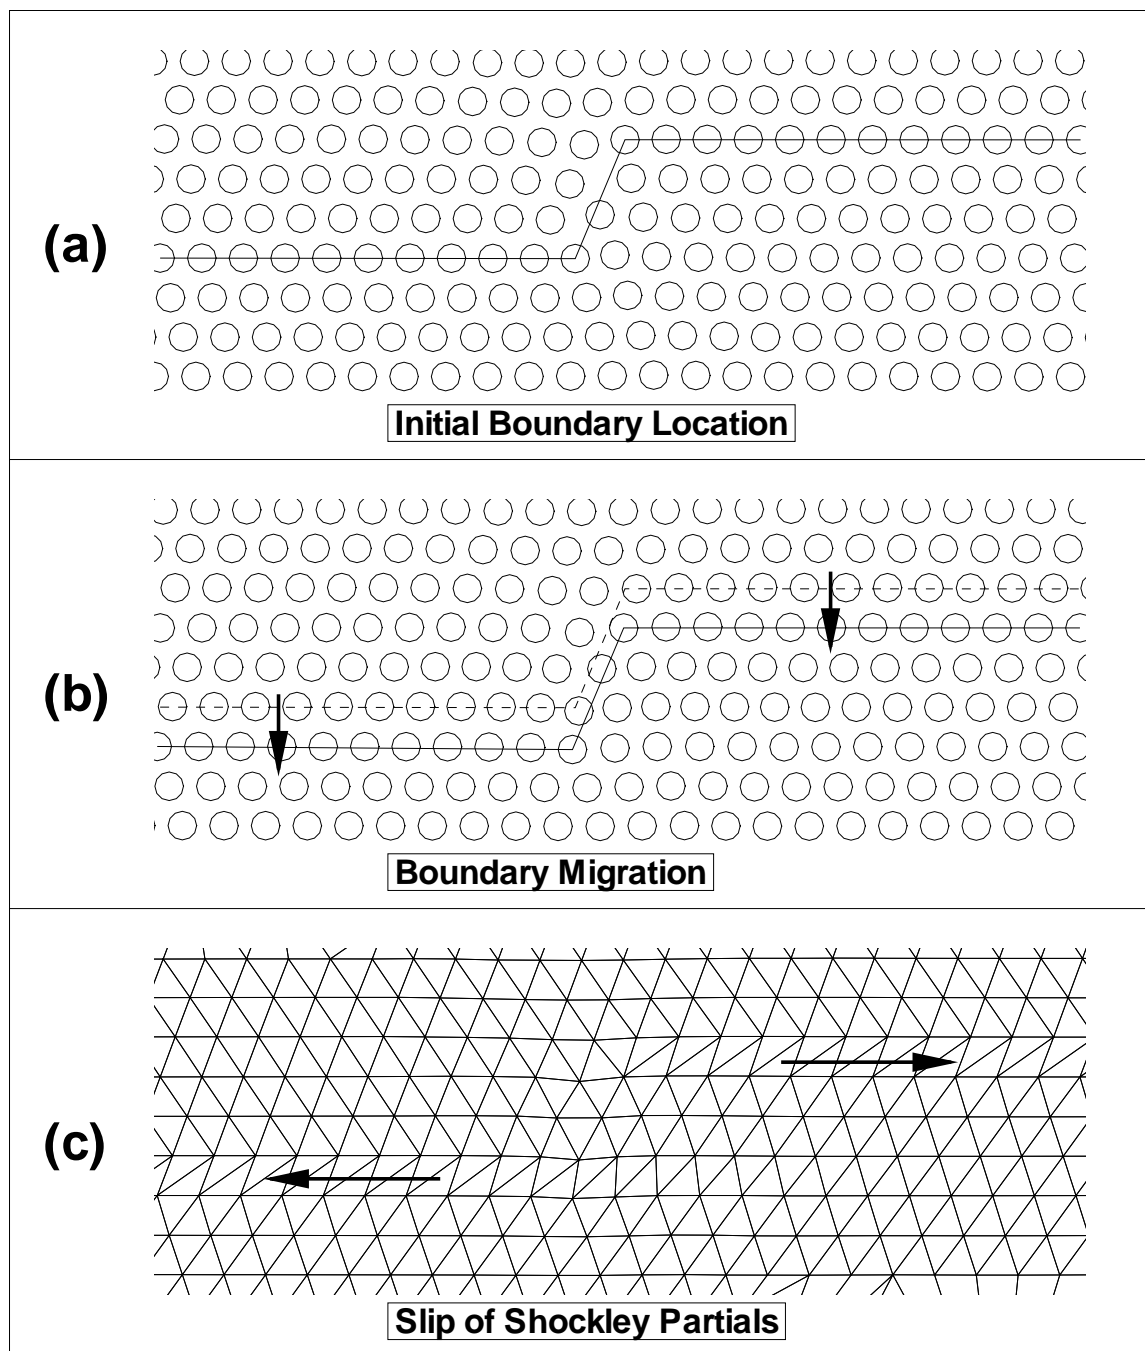 (a)
Initial Boundary Location
(b)
Boundary Migration
(c)
Slip of Shockley Partials